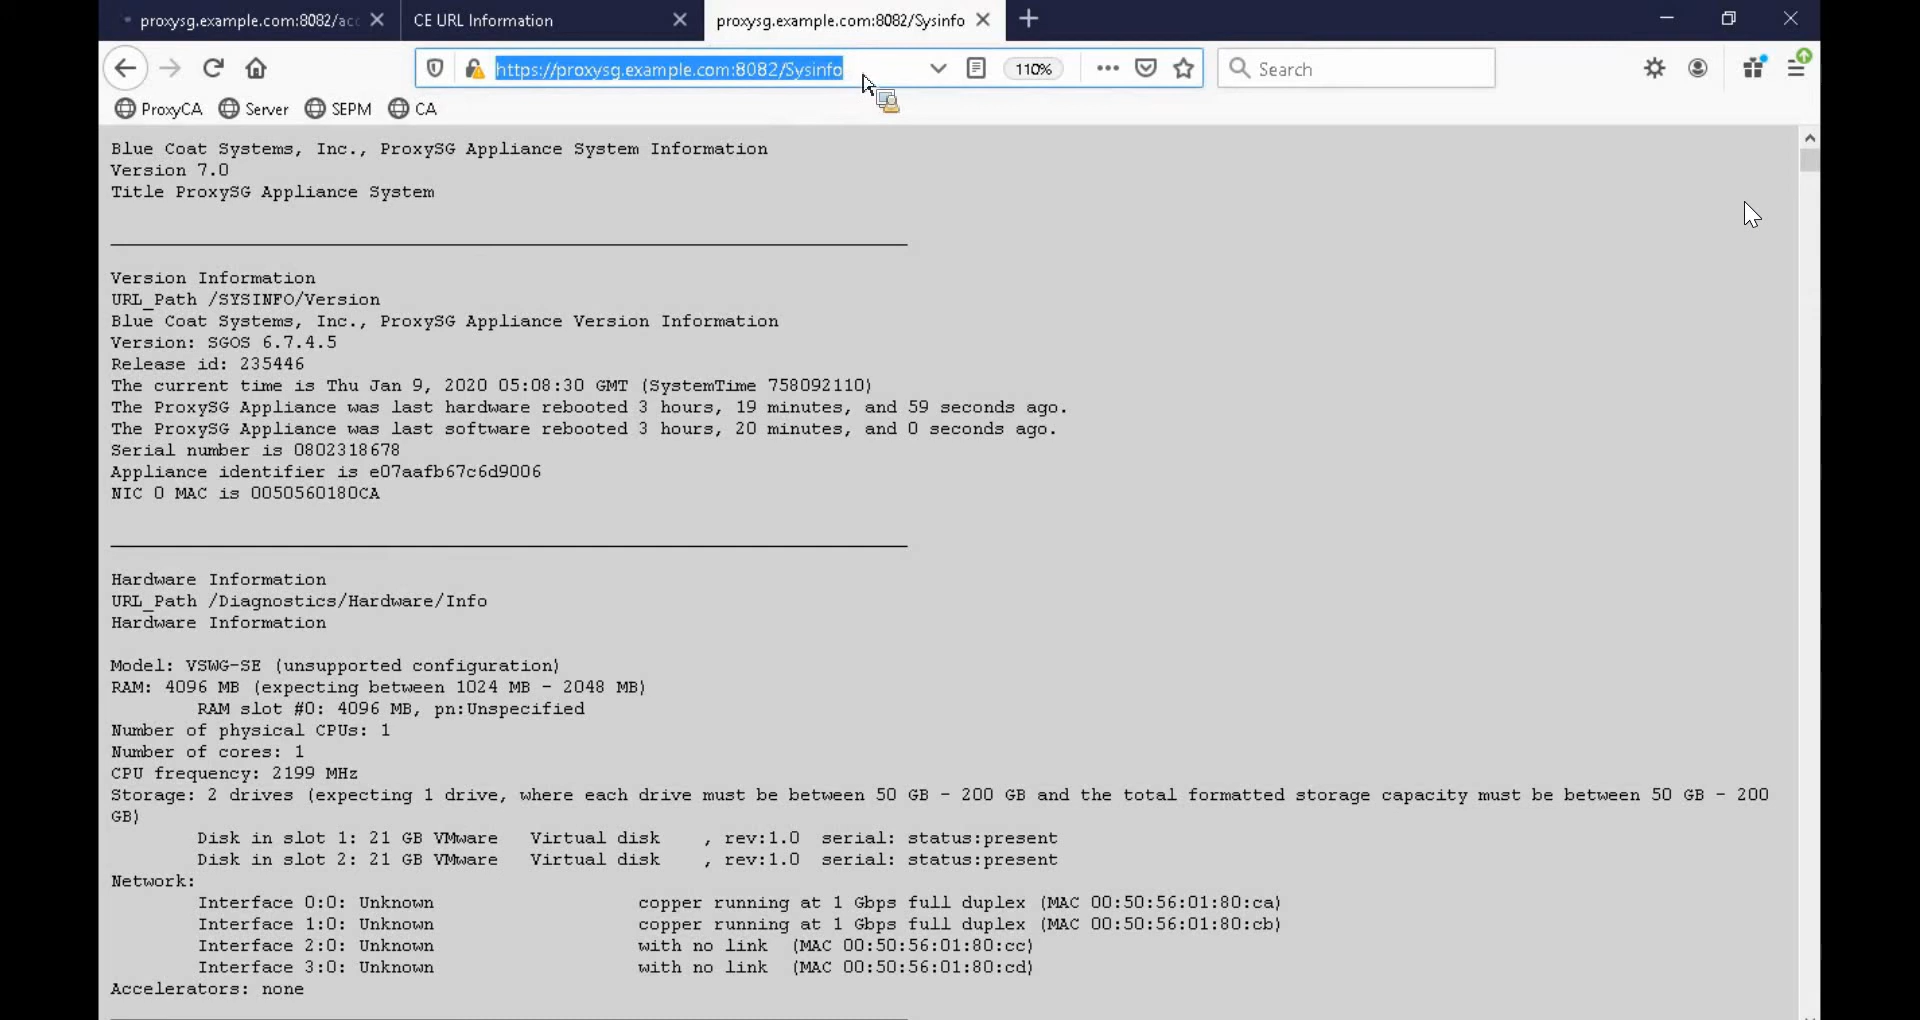 proxysg.example.com:8082/acc
CE URL Information
proxysg.example.com:8082/Sysinfo
https://proxysg.example.com:8082/Sysinfo
110%
Search
ProxyCA
Server
SEPM
CA
Blue Coat Systems, Inc., ProxySG Appliance System Information
Version 7.0
Title ProxySG Appliance System
Version Information
URL_Path /SYSINFO/Version
Blue Coat Systems, Inc., ProxySG Appliance Version Information
Version: SGOS 6.7.4.5
Release id: 235446
The current time is Thu Jan 9, 2020 05:08:30 GMT (SystemTime 758092110)
The ProxySG Appliance was last hardware rebooted 3 hours, 19 minutes, and 59 seconds ago.
The ProxySG Appliance was last software rebooted 3 hours, 20 minutes, and 0 seconds ago.
Serial number is 0802318678
Appliance identifier is e07aafb67c6d9006
NIC 0 MAC is 0050560180CA
Hardware Information
URL_Path /Diagnostics/Hardware/Info
Hardware Information
Model: VSWG-SE (unsupported configuration)
RAM: 4096 MB (expecting between 1024 MB - 2048 MB)
RAM slot #0: 4096 MB, pn:Unspecified
Number of physical CPUs: 1
Number of cores: 1
CPU frequency: 2199 MHz
Storage: 2 drives (expecting 1 drive, where each drive must be between 50 GB - 200 GB and the total formatted storage capacity must be between 50 GB - 200
GB)
Disk in slot 1: 21 GB VMware Virtual disk , rev:1.0 serial: status:present
Disk in slot 2: 21 GB VMware Virtual disk , rev:1.0 serial: status:present
Network:
Interface 0:0: Unknown copper running at 1 Gbps full duplex (MAC 00:50:56:01:80:ca)
Interface 1:0: Unknown copper running at 1 Gbps full duplex (MAC 00:50:56:01:80:cb)
Interface 2:0: Unknown with no link (MAC 00:50:56:01:80:cc)
Interface 3:0: Unknown with no link (MAC 00:50:56:01:80:cd)
Accelerators: none